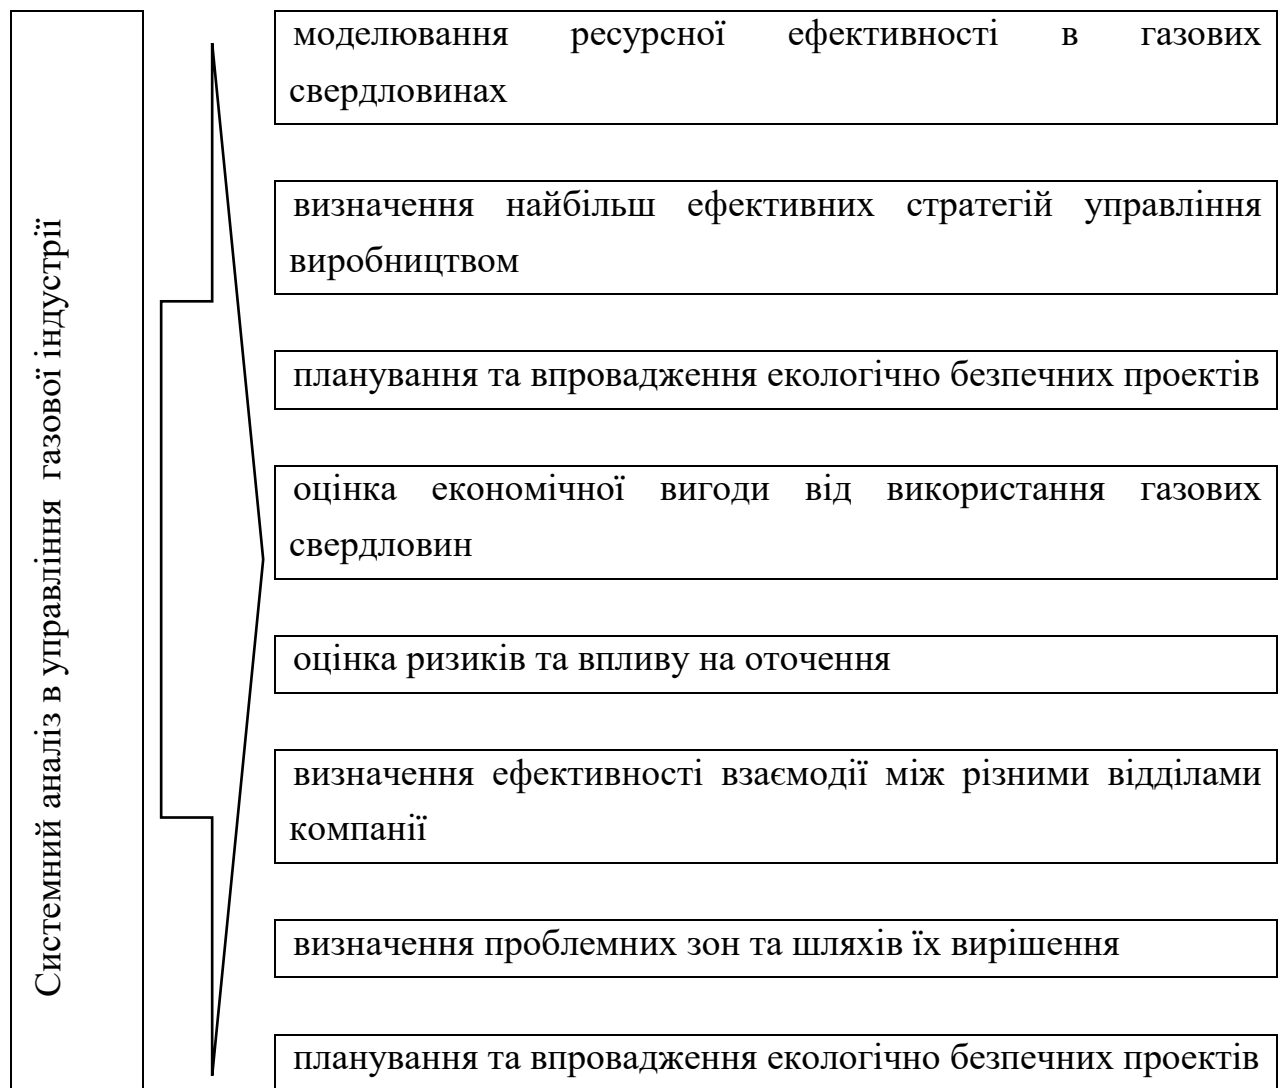 Системний аналіз в управління газової індустрії
моделювання ресурсної ефективності в газових
свердловинах
визначення найбільш ефективних стратегій управління
виробництвом
планування та впровадження екологічно безпечних проектів
оцінка економічної вигоди від використання газових
свердловин
оцінка ризиків та впливу на оточення
визначення ефективності взаємодії між різними відділами
компанії
визначення проблемних зон та шляхів їх вирішення
планування та впровадження екологічно безпечних проектів